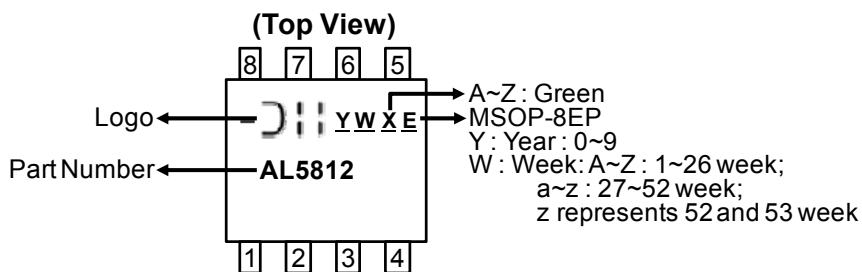 (Top View)
8 7 6 5
Logo
Y W X E
A~Z : Green
MSOP-8EP
Y : Year : 0~9
W : Week: A~Z : 1~26 week;
a~z : 27~52 week;
z represents 52 and 53 week
Part Number
AL5812
1 2 3 4